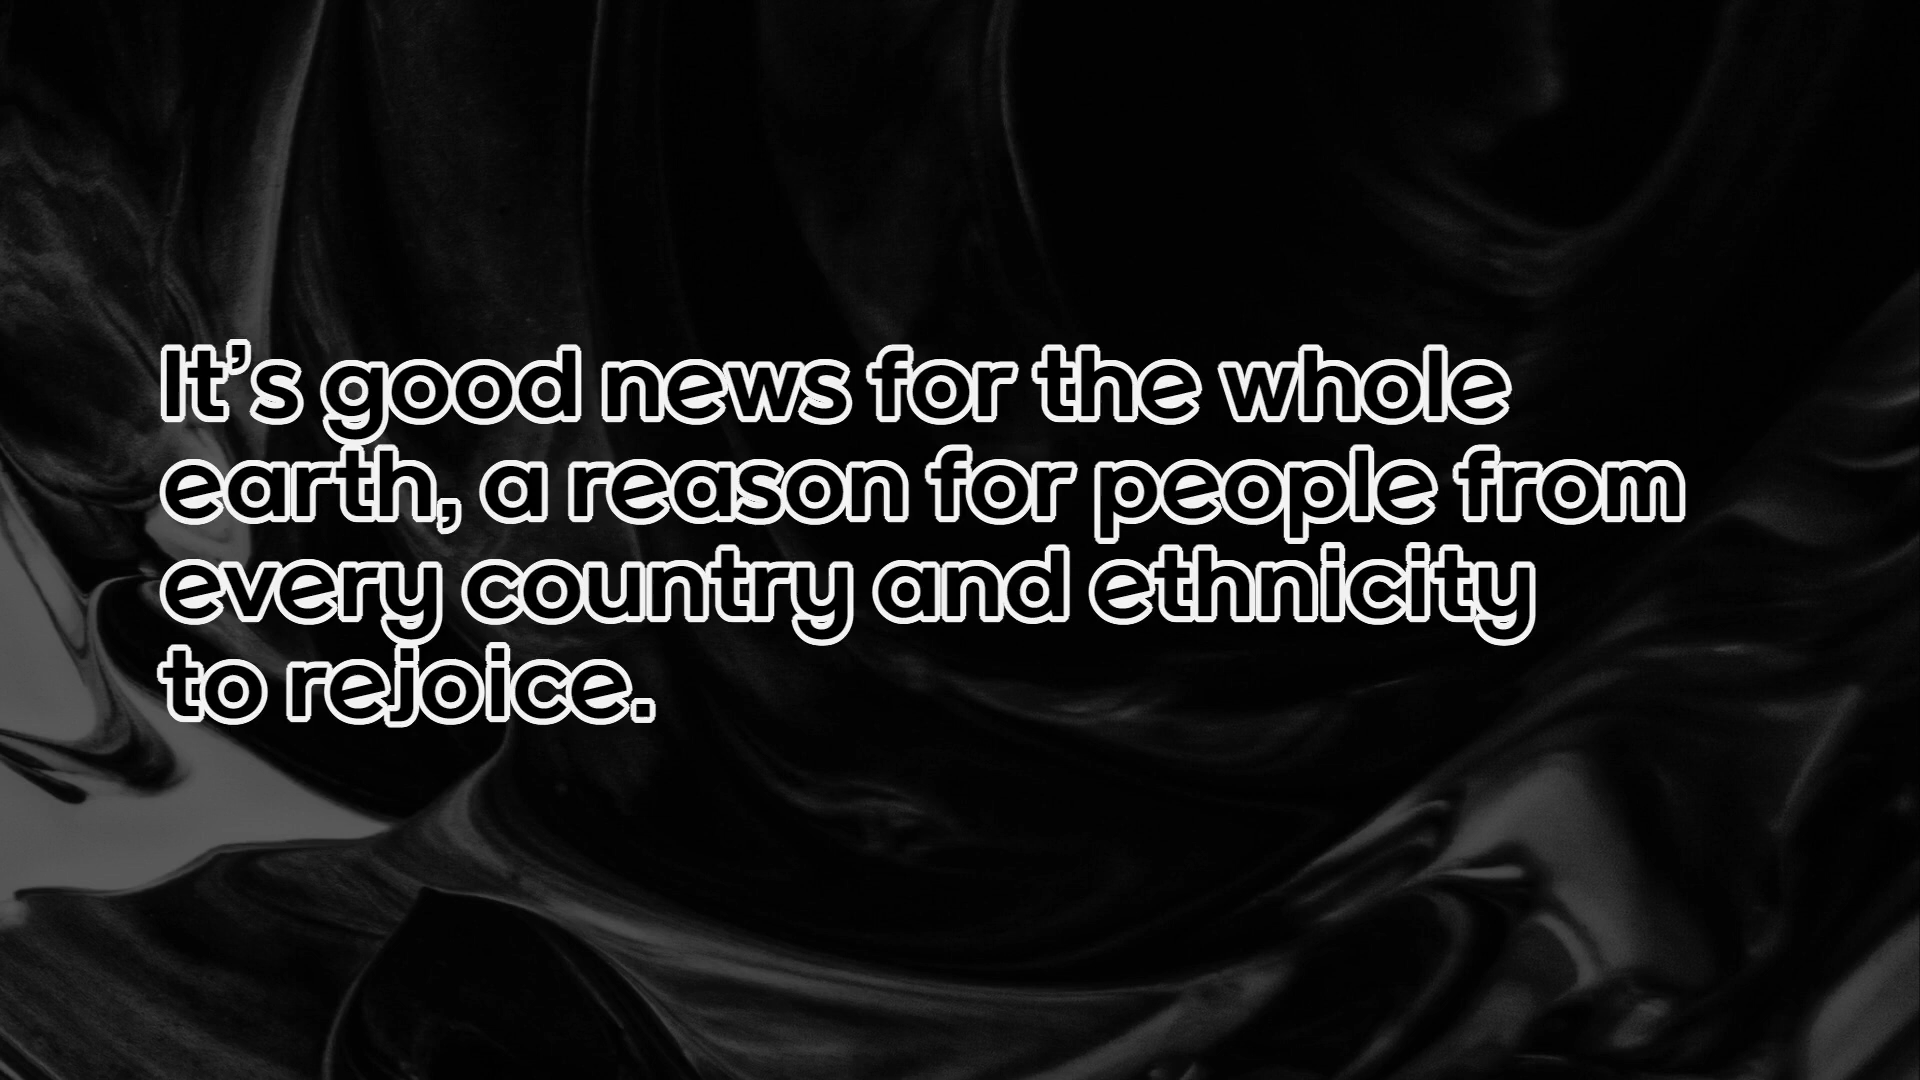 It’s good news for the whole
earth, a reason for people from
every country and ethnicity
to rejoice.